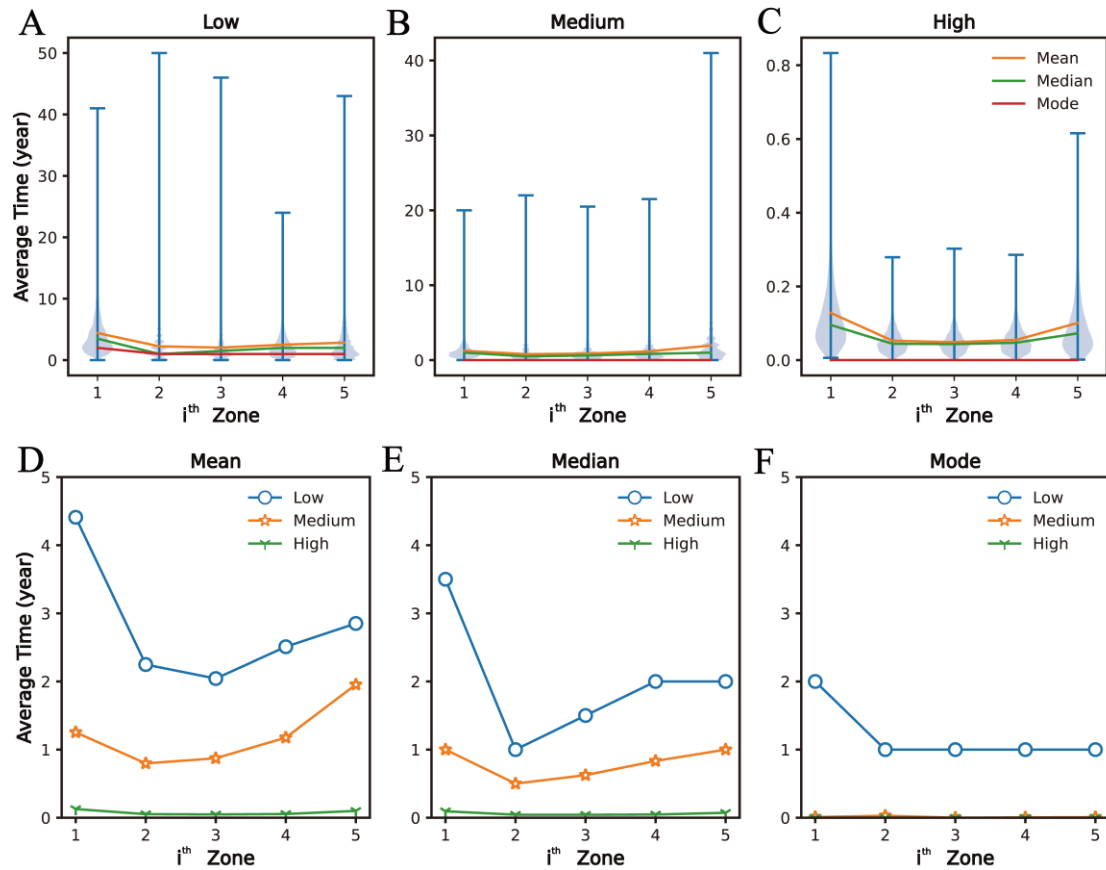 A
Low
Average Time (year)
50
40
30
20
10
0
1 2 3 4 5
iᵗʰ Zone
B
Medium
40
30
20
10
0
1 2 3 4 5
iᵗʰ Zone
C
High
Mean
Median
Mode
0.8
0.6
0.4
0.2
0.0
1 2 3 4 5
iᵗʰ Zone
D
Mean
Low
Medium
High
Average Time (year)
5
4
3
2
1
0
1 2 3 4 5
iᵗʰ Zone
E
Median
Low
Medium
High
5
4
3
2
1
0
1 2 3 4 5
iᵗʰ Zone
F
Mode
Low
Medium
High
5
4
3
2
1
0
1 2 3 4 5
iᵗʰ Zone